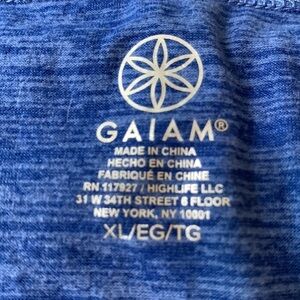 GAIAM®
MADE IN CHINA
HECHO EN CHINA
FABRIQUÉ EN CHINE
RN 117927 / HIGHLIFE LLC
31 W 34TH STREET 6 FLOOR
NEW YORK, NY 10001
XL/EG/TG